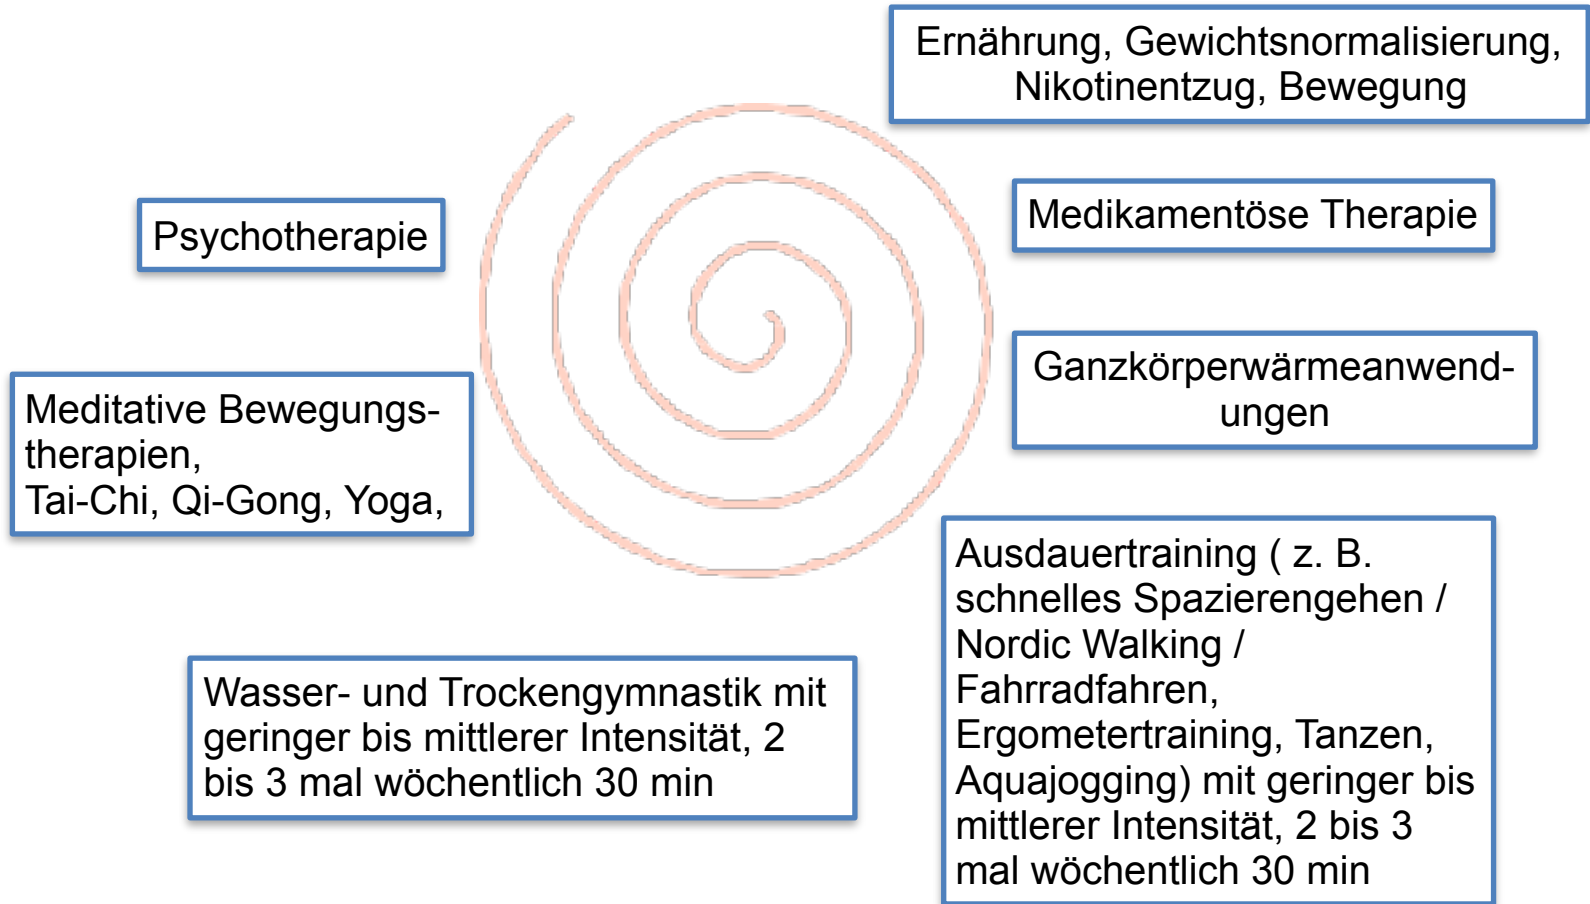 Ernährung, Gewichtsnormalisierung,
Nikotinentzug, Bewegung
Psychotherapie
Medikamentöse Therapie
Ganzkörperwärmeanwend-
ungen
Meditative Bewegungs-
therapien,
Tai-Chi, Qi-Gong, Yoga,
Ausdauertraining ( z. B.
schnelles Spazierengehen /
Nordic Walking /
Fahrradfahren,
Ergometertraining, Tanzen,
Aquajogging) mit geringer bis
mittlerer Intensität, 2 bis 3
mal wöchentlich 30 min
Wasser- und Trockengymnastik mit
geringer bis mittlerer Intensität, 2
bis 3 mal wöchentlich 30 min